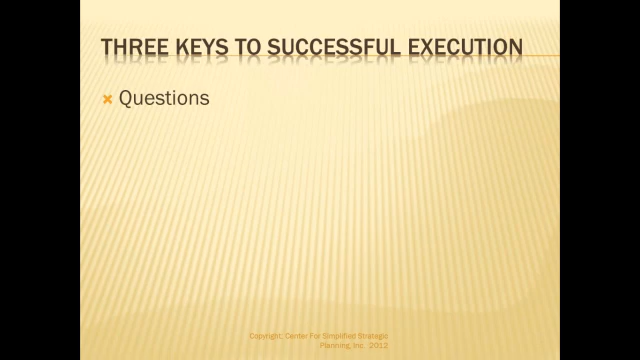 THREE KEYS TO SUCCESSFUL EXECUTION
Questions
Copyright; Center For Simplified Strategic
Planning, Inc. 2012